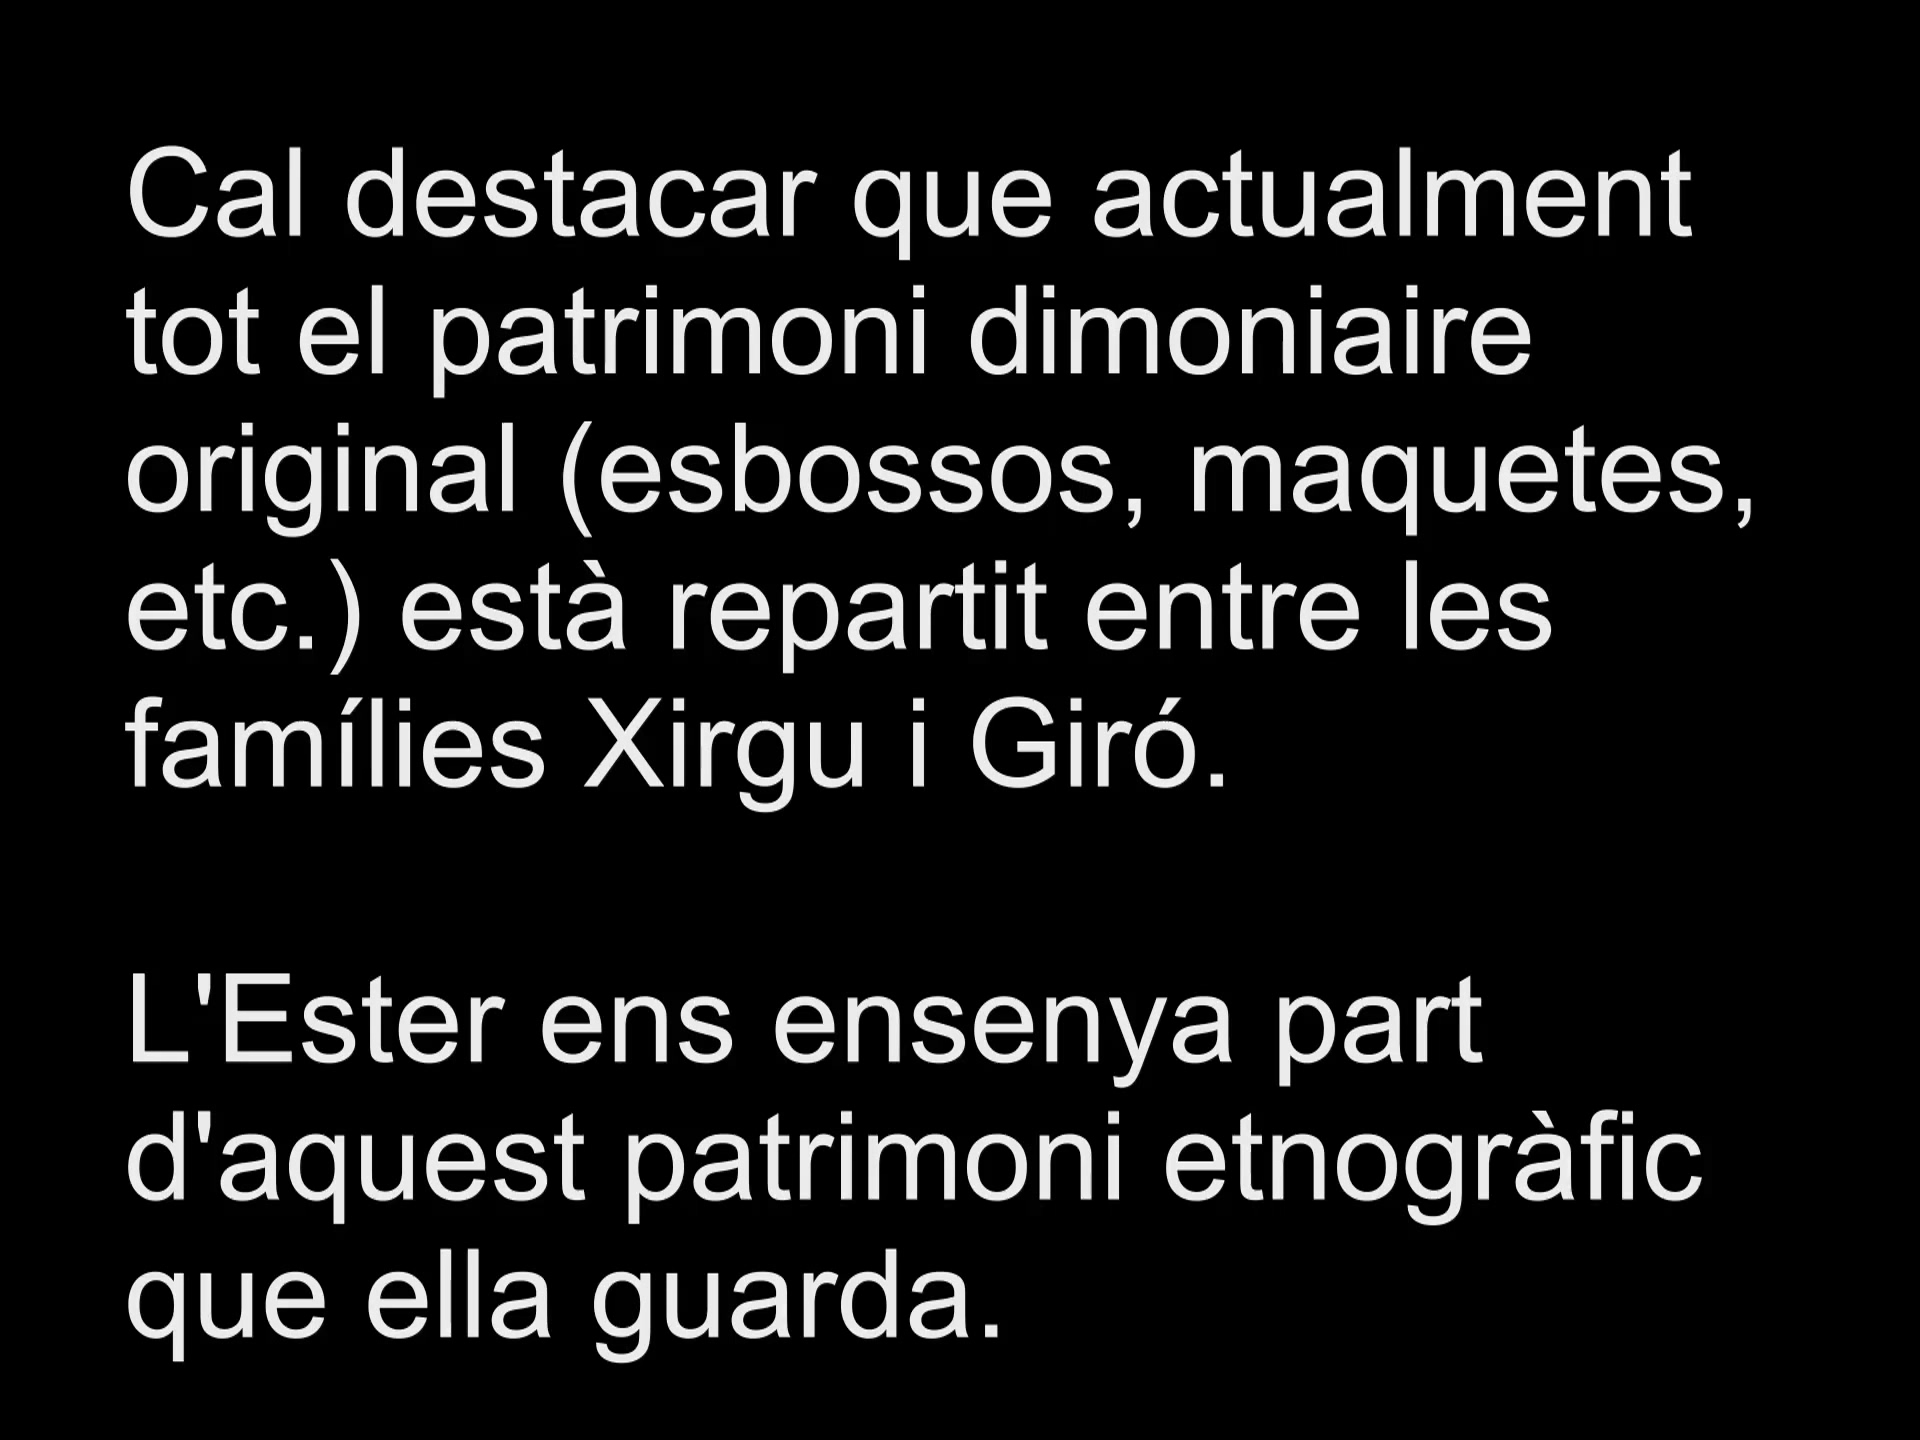 Cal destacar que actualment
tot el patrimoni dimoniaire
original (esbossos, maquetes,
etc.) està repartit entre les
famílies Xirgu i Giró.
L'Ester ens ensenya part
d'aquest patrimoni etnogràfic
que ella guarda.